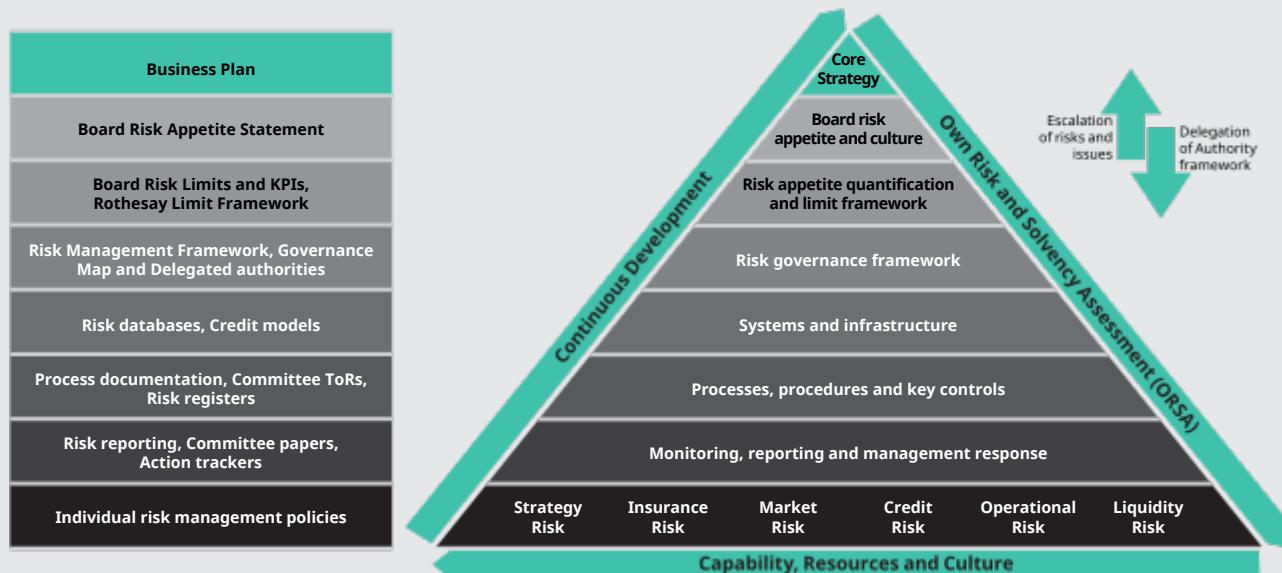 Business Plan
Board Risk Appetite Statement
Board Risk Limits and KPIs,
Rothesay Limit Framework
Risk Management Framework, Governance
Map and Delegated authorities
Risk databases, Credit models
Process documentation, Committee ToRs,
Risk registers
Risk reporting, Committee papers,
Action trackers
Individual risk management policies
Continuous Development
Core
Strategy
Board risk
appetite and culture
Risk appetite quantification
and limit framework
Risk governance framework
Systems and infrastructure
Processes, procedures and key controls
Monitoring, reporting and management response
Strategy
Risk
Insurance
Risk
Market
Risk
Credit
Risk
Operational
Risk
Liquidity
Risk
Own Risk and Solvency Assessment (ORSA)
Capability, Resources and Culture
Escalation
of risks and
issues
Delegation
of Authority
framework